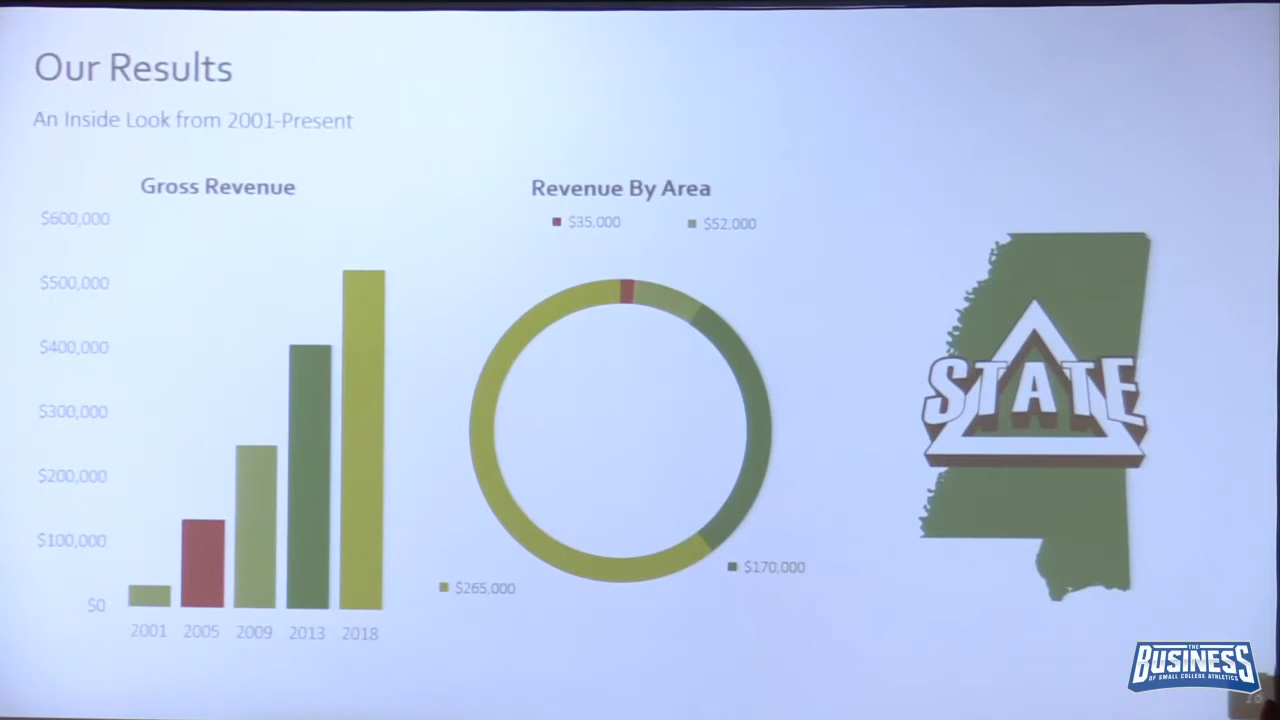 Our Results
An Inside Look from 2001-Present
Gross Revenue
$600,000
$500,000
$400,000
$300,000
$200,000
$100,000
$0
2001 2005 2009 2013 2018
Revenue By Area
$35,000 $52,000
$170,000
$265,000
STATE
THE
BUSINESS
OF SMALL COLLEGE ATHLETICS